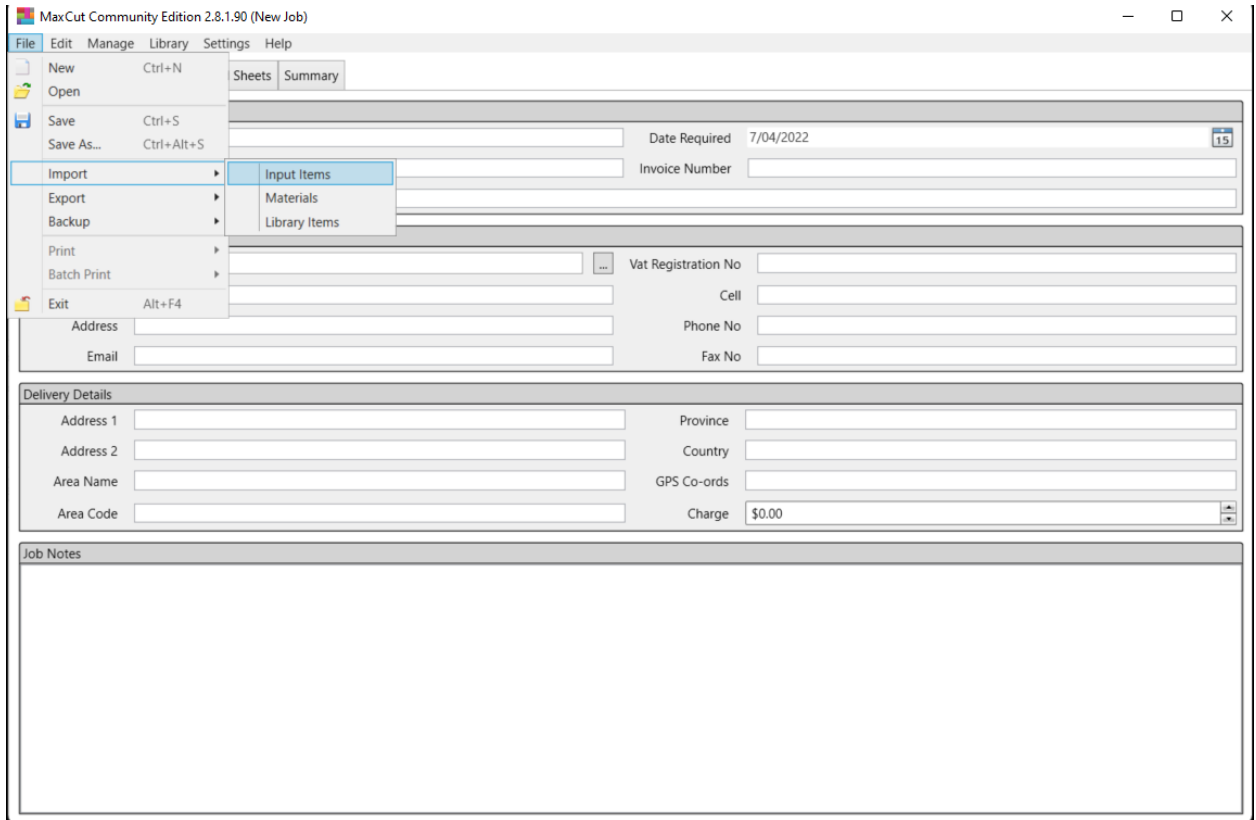 MaxCut Community Edition 2.8.1.90 (New Job)
File Edit Manage Library Settings Help
New Ctrl+N
Open
Save Ctrl+S
Save As... Ctrl+Alt+S
Import
Export
Backup
Print
Batch Print
Exit Alt+F4
Input Items
Materials
Library Items
Sheets Summary
Date Required 7/04/2022
15
Invoice Number
... Vat Registration No
Cell
Address Phone No
Email Fax No
Delivery Details
Address 1 Province
Address 2 Country
Area Name GPS Co-ords
Area Code Charge $0.00
Job Notes